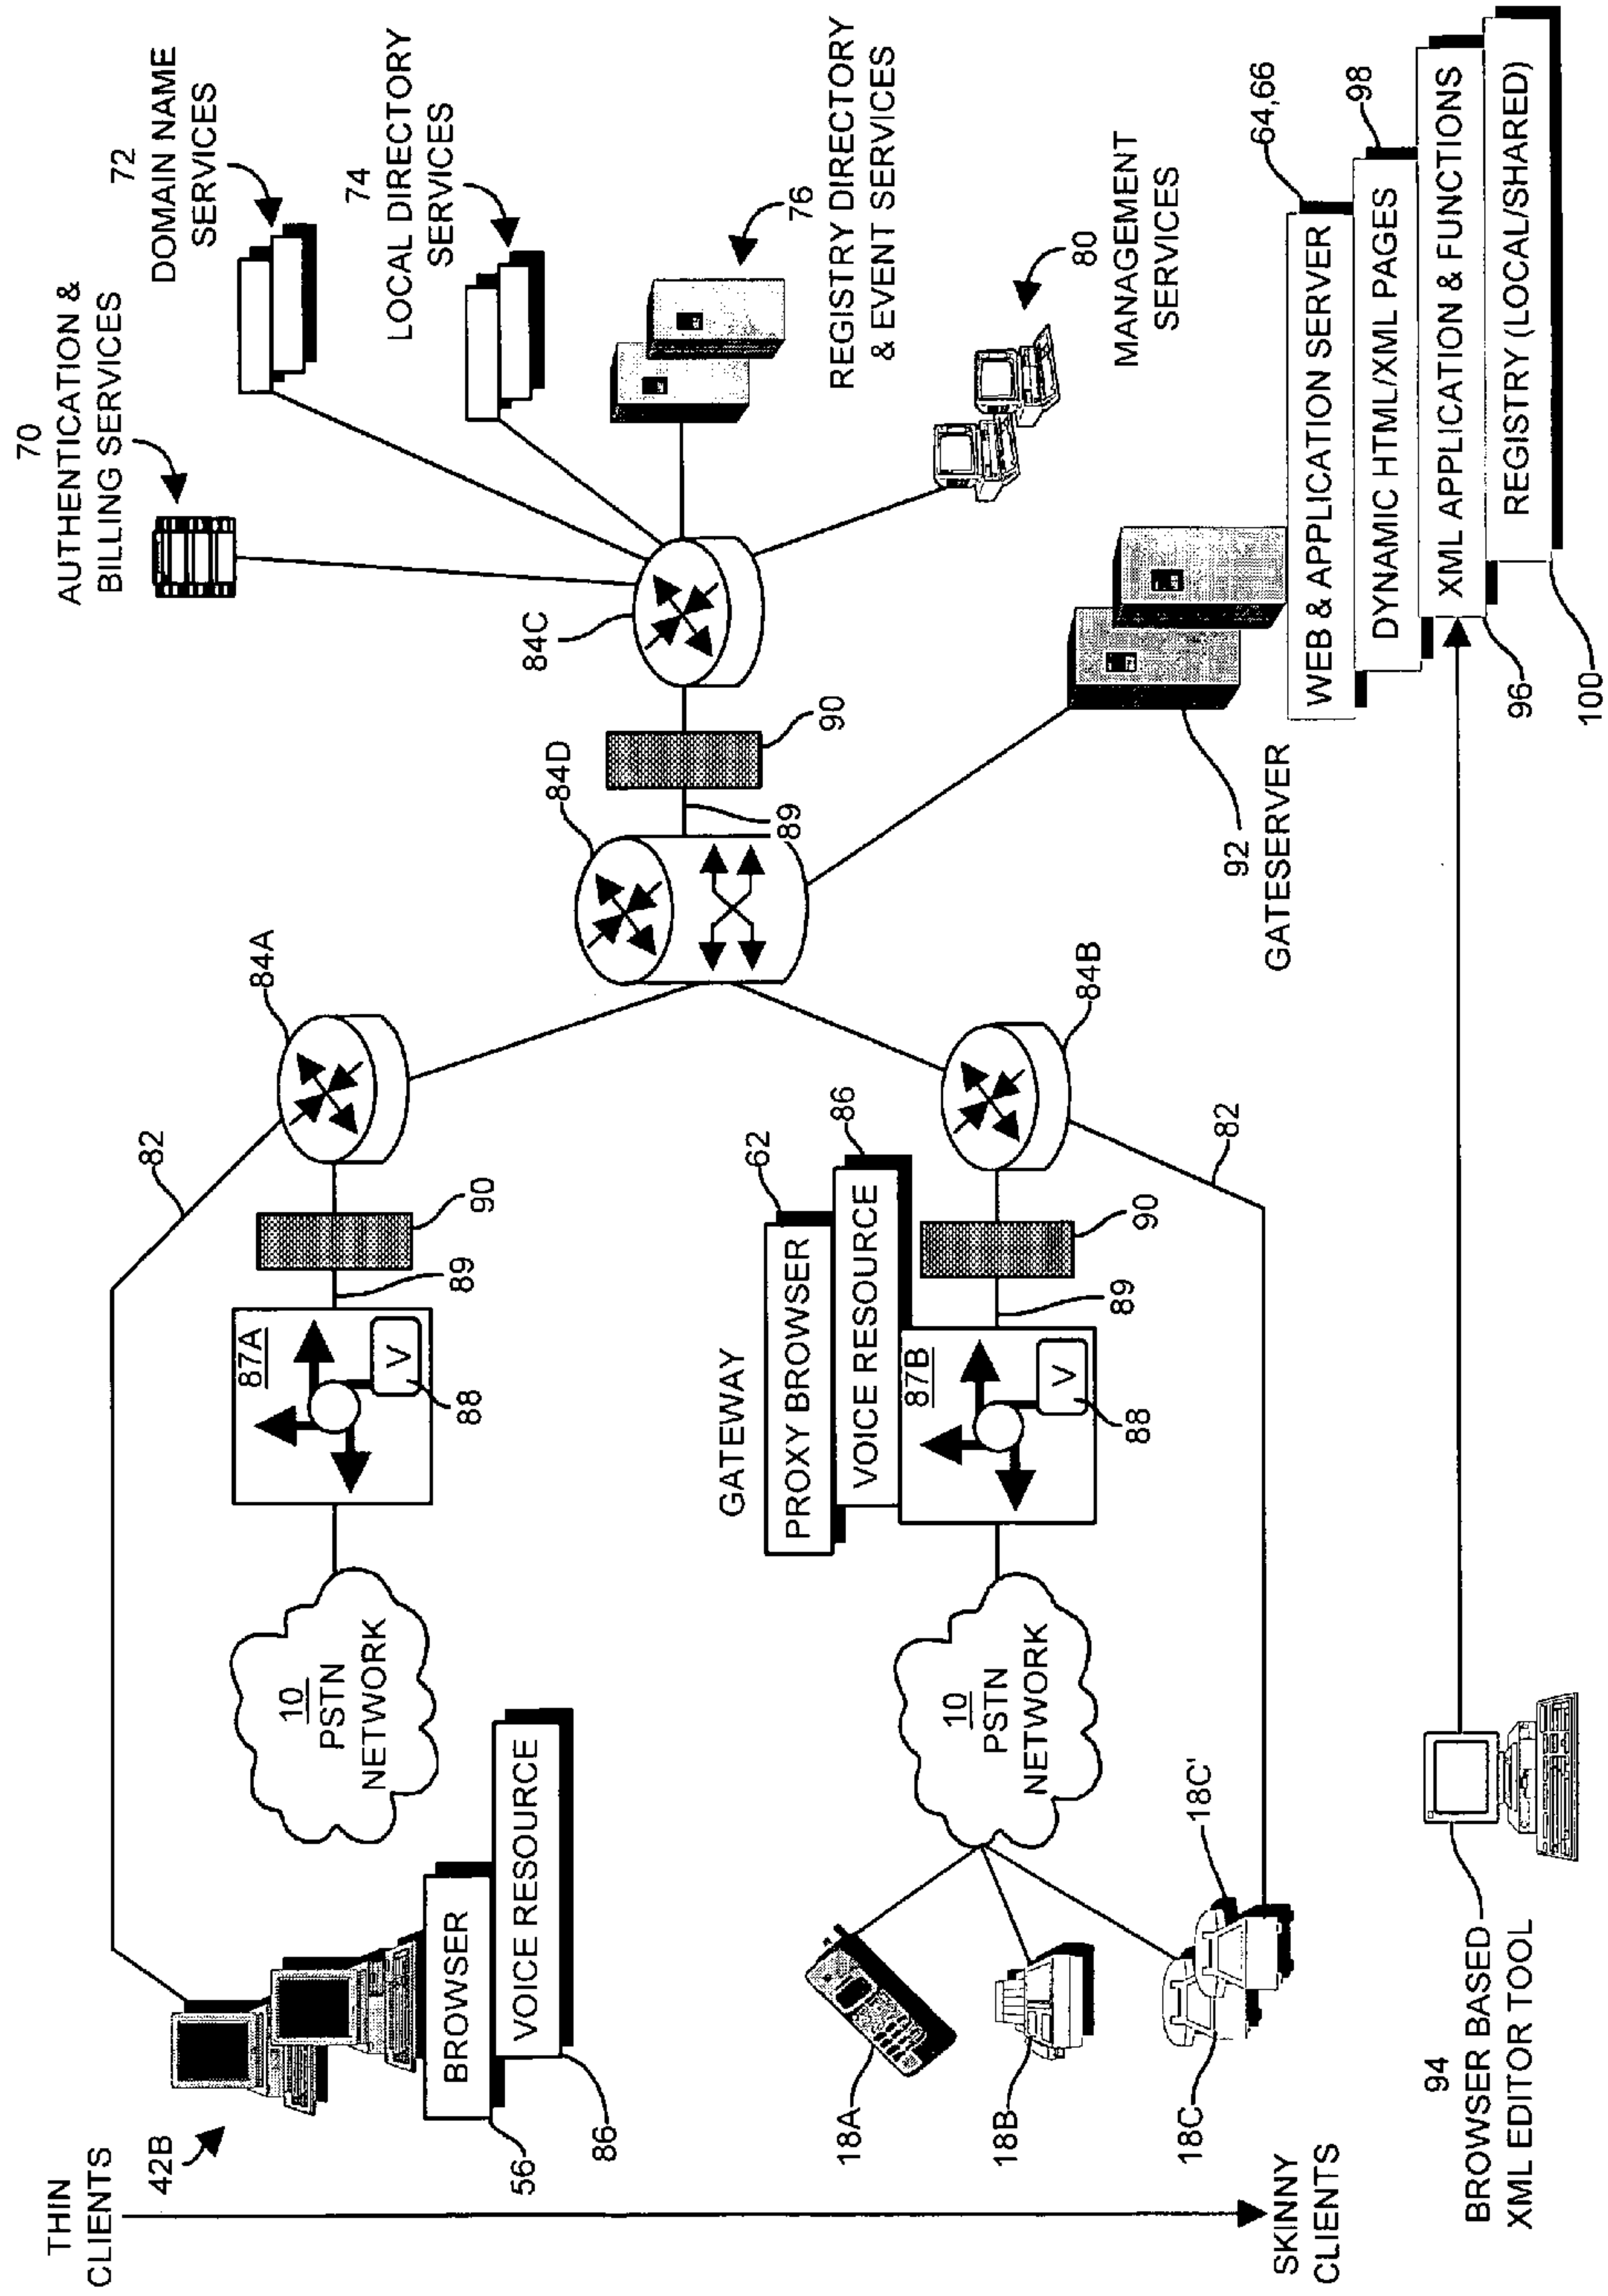 THIN
CLIENTS
42B
BROWSER
VOICE RESOURCE
56
86
82
10
PSTN
NETWORK
87A
V
88
89
90
84A
70
AUTHENTICATION &
BILLING SERVICES
72
DOMAIN NAME
SERVICES
74
LOCAL DIRECTORY
SERVICES
76
REGISTRY DIRECTORY
& EVENT SERVICES
80
MANAGEMENT
SERVICES
84C
90
89
84D
GATEWAY
PROXY BROWSER
62
VOICE RESOURCE
86
87B
V
88
89
90
84B
82
10
PSTN
NETWORK
18A
18B
18C
18C'
SKINNY
CLIENTS
92
GATESERVER
WEB & APPLICATION SERVER
64,66
DYNAMIC HTML/XML PAGES
98
XML APPLICATION & FUNCTIONS
96
REGISTRY (LOCAL/SHARED)
100
94
BROWSER BASED
XML EDITOR TOOL